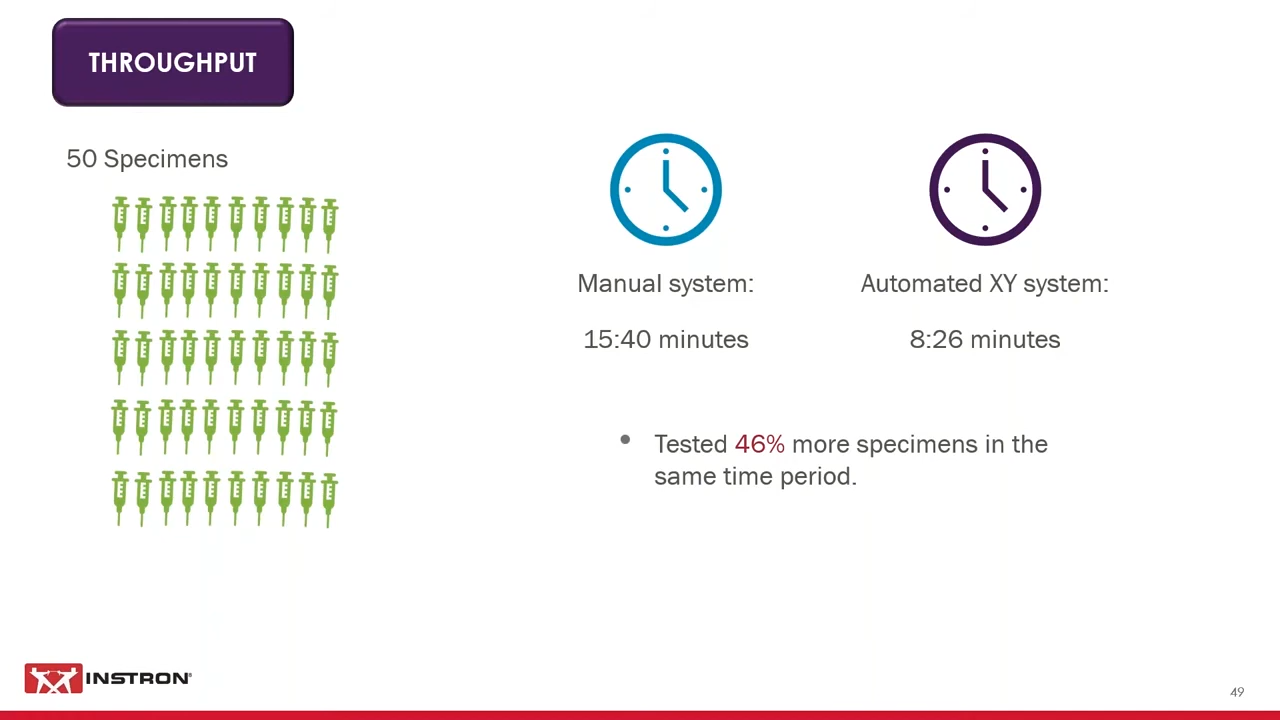 THROUGHPUT
50 Specimens
Manual system:
15:40 minutes
Automated XY system:
8:26 minutes
• Tested 46% more specimens in the
same time period.
INSTRON®
49